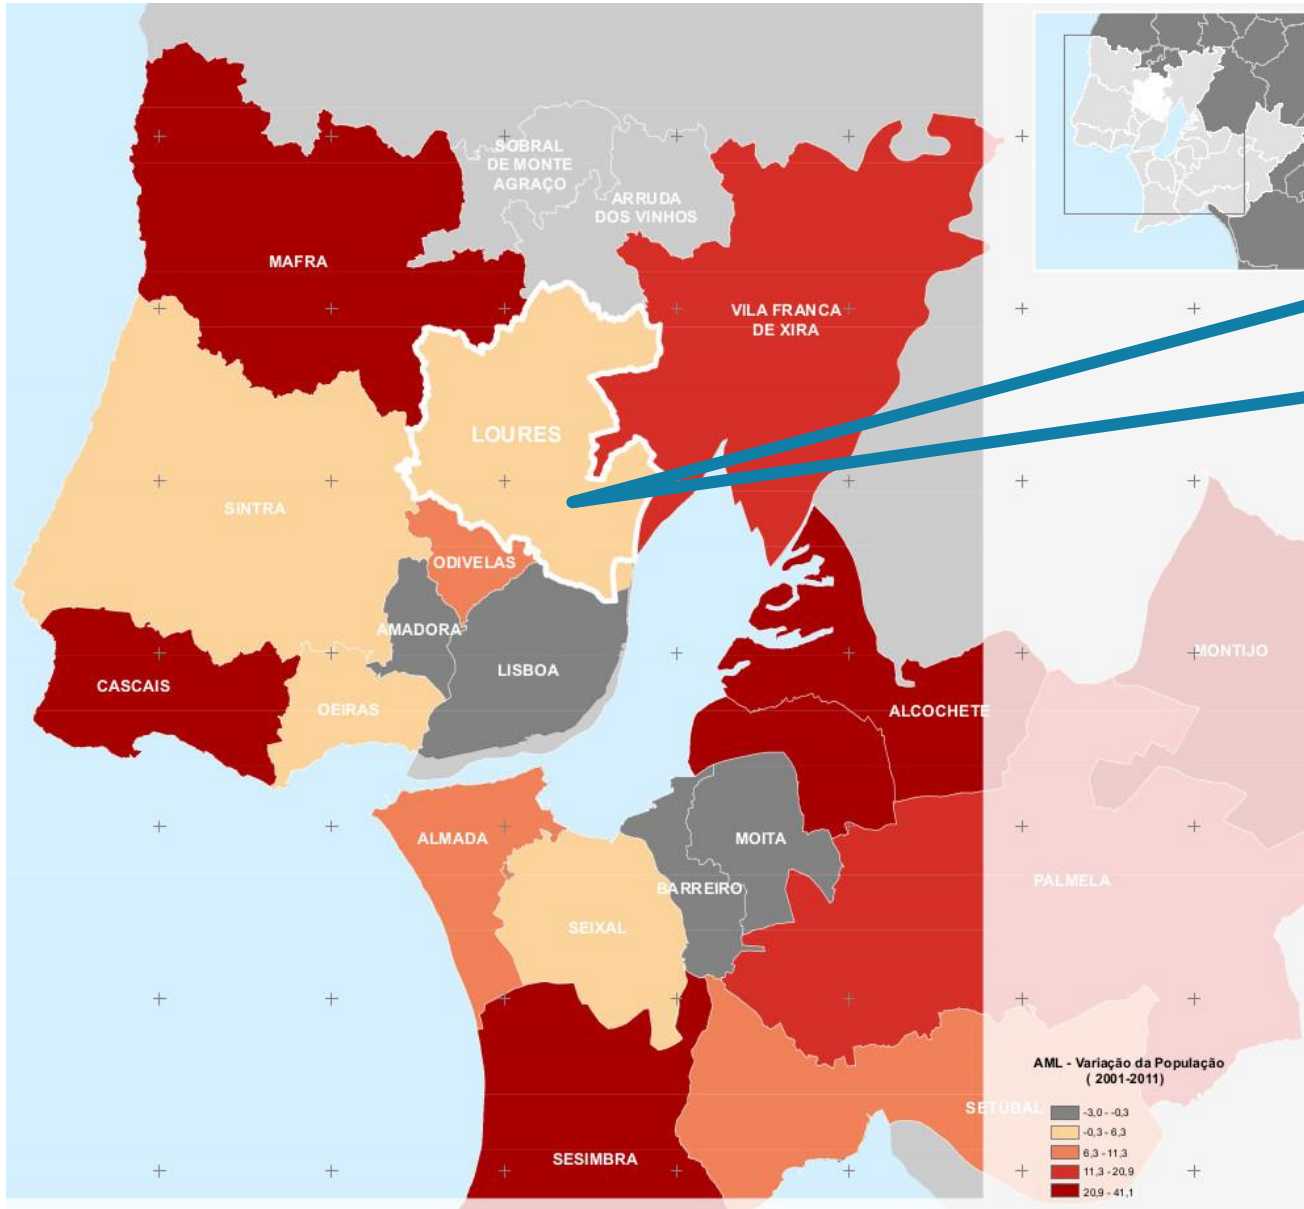 SOBRAL
DE MONTE
AGRAÇO
ARRUDA
DOS VINHOS
MAFRA
VILA FRANCA
DE XIRA
LOURES
SINTRA
ODIVELAS
AMADORA
LISBOA
CASCAIS
OEIRAS
MONTIJO
ALCOCHETE
ALMADA
MOITA
BARREIRO
PALMELA
SEIXAL
SESIMBRA
SETÚBAL
AML - Variação da População
( 2001-2011)
-3,0 - -0,3
-0,3 - 6,3
6,3 - 11,3
11,3 - 20,9
20,9 - 41,1